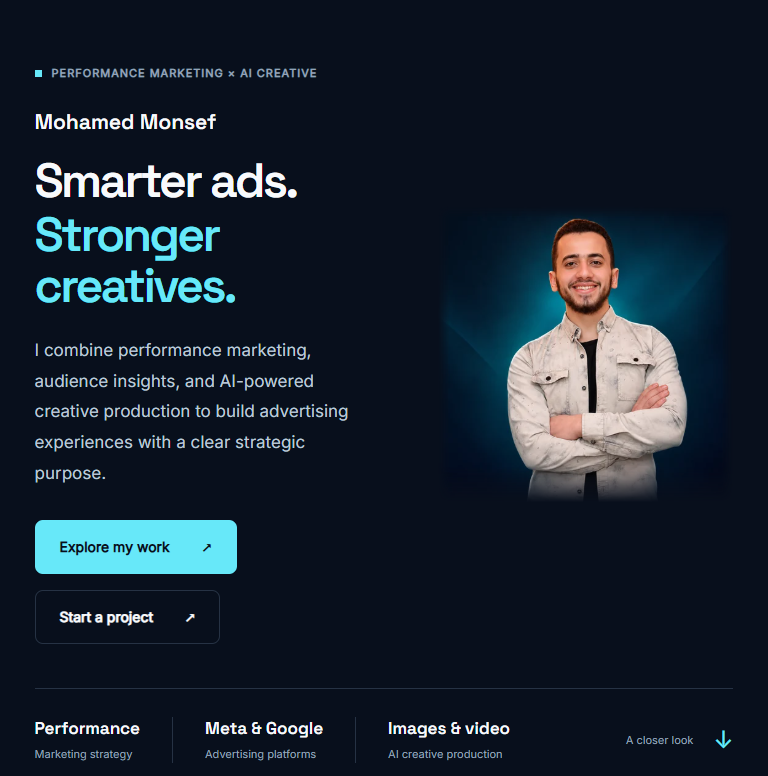 PERFORMANCE MARKETING × AI CREATIVE
Mohamed Monsef
Smarter ads.
Stronger
creatives.
I combine performance marketing,
audience insights, and AI-powered
creative production to build advertising
experiences with a clear strategic
purpose.
Explore my work ↗
Start a project ↗
Performance
Marketing strategy
Meta & Google
Advertising platforms
Images & video
AI creative production
A closer look ↓